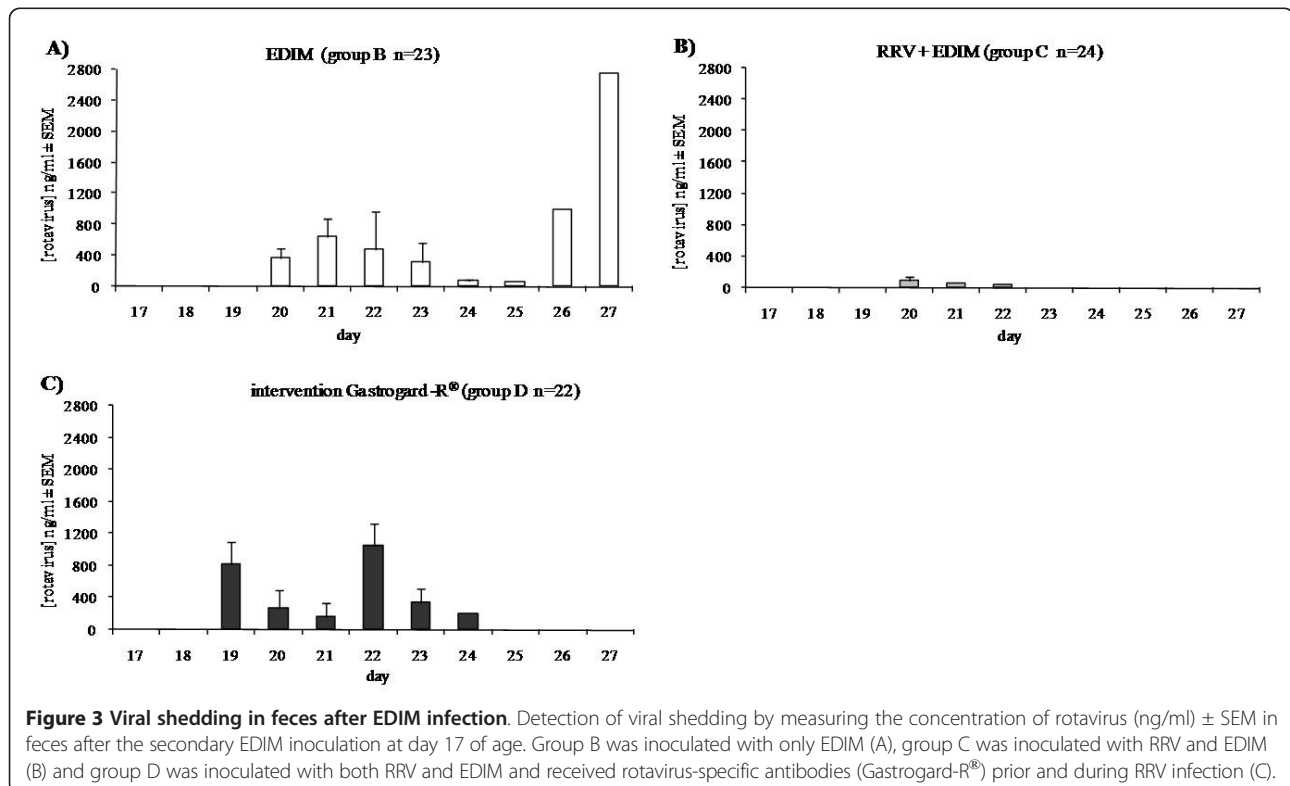 A)
EDIM (group B n=23)
[rotavirus] ng/ml ± SEM
2800
2400
2000
1600
1200
800
400
0
17 18 19 20 21 22 23 24 25 26 27
day
B)
RRV + EDIM (group C n=24)
[rotavirus] ng/ml ± SEM
2800
2400
2000
1600
1200
800
400
0
17 18 19 20 21 22 23 24 25 26 27
day
C)
intervention Gastrogard-R® (group D n=22)
[rotavirus] ng/ml ± SEM
2800
2400
2000
1600
1200
800
400
0
17 18 19 20 21 22 23 24 25 26 27
day
Figure 3 Viral shedding in feces after EDIM infection. Detection of viral shedding by measuring the concentration of rotavirus (ng/ml) ± SEM in
feces after the secondary EDIM inoculation at day 17 of age. Group B was inoculated with only EDIM (A), group C was inoculated with RRV and EDIM
(B) and group D was inoculated with both RRV and EDIM and received rotavirus-specific antibodies (Gastrogard-R®) prior and during RRV infection (C).